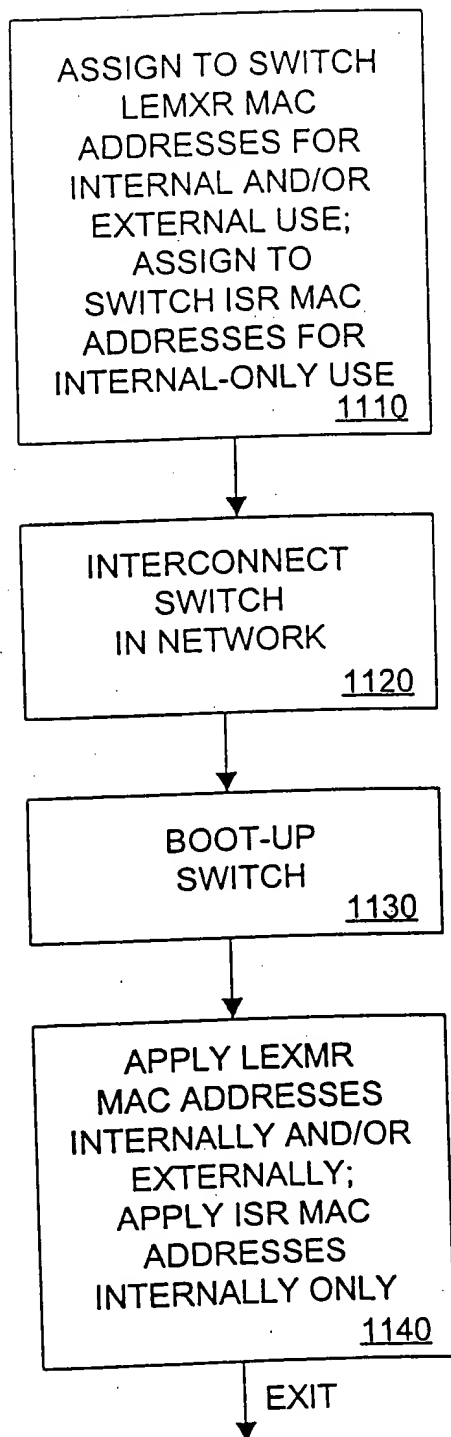 ASSIGN TO SWITCH
LEMXR MAC
ADDRESSES FOR
INTERNAL AND/OR
EXTERNAL USE;
ASSIGN TO
SWITCH ISR MAC
ADDRESSES FOR
INTERNAL-ONLY USE
1110
INTERCONNECT
SWITCH
IN NETWORK
1120
BOOT-UP
SWITCH
1130
APPLY LEXMR
MAC ADDRESSES
INTERNALLY AND/OR
EXTERNALLY;
APPLY ISR MAC
ADDRESSES
INTERNALLY ONLY
1140
EXIT